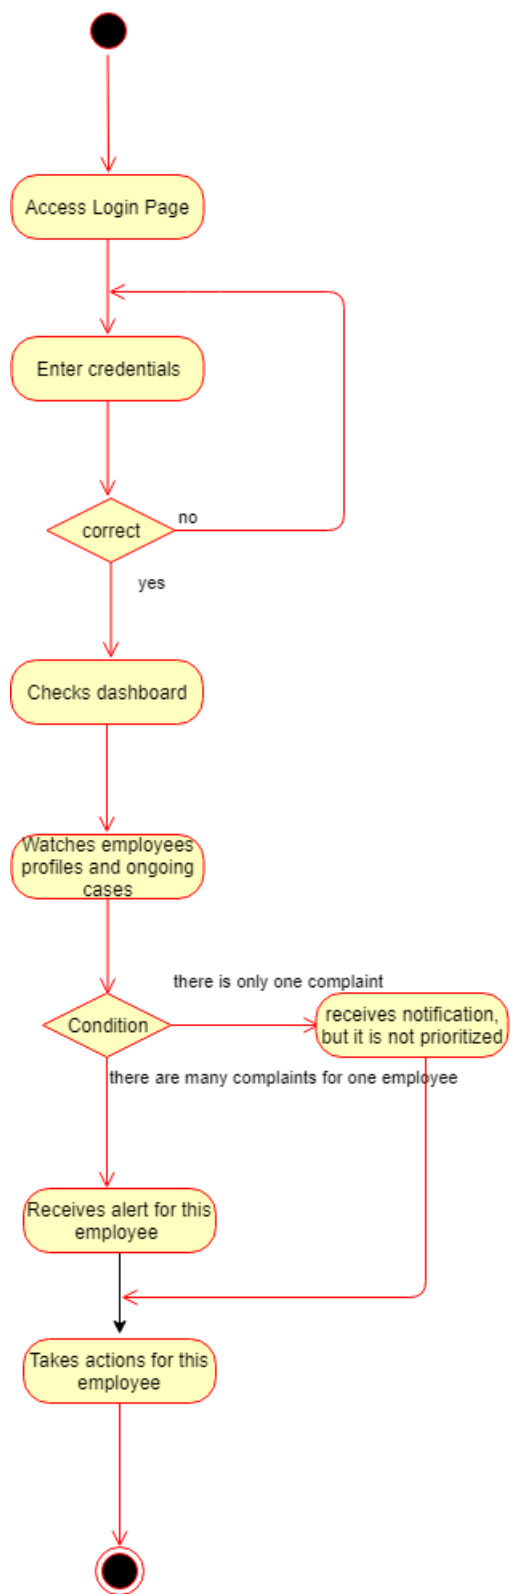 Access Login Page
Enter credentials
no
correct
yes
Checks dashboard
Watches employees
profiles and ongoing
cases
there is only one complaint
Condition
receives notification,
but it is not prioritized
there are many complaints for one employee
Receives alert for this
employee
Takes actions for this
employee